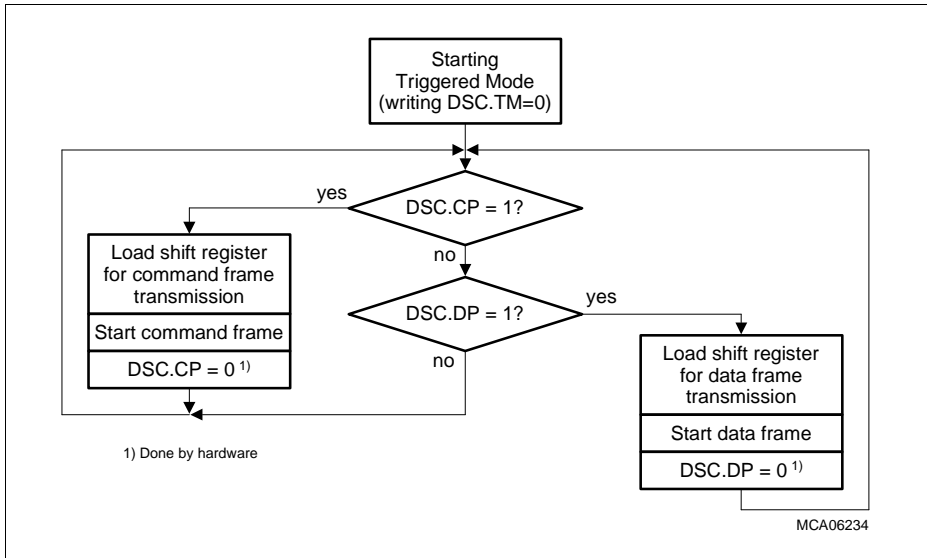 Starting
Triggered Mode
(writing DSC.TM=0)
yes
DSC.CP = 1?
Load shift register
for command frame
transmission
no
Start command frame
DSC.DP = 1?
yes
DSC.CP = 0 1)
no
Load shift register
for data frame
transmission
1) Done by hardware
Start data frame
DSC.DP = 0 1)
MCA06234